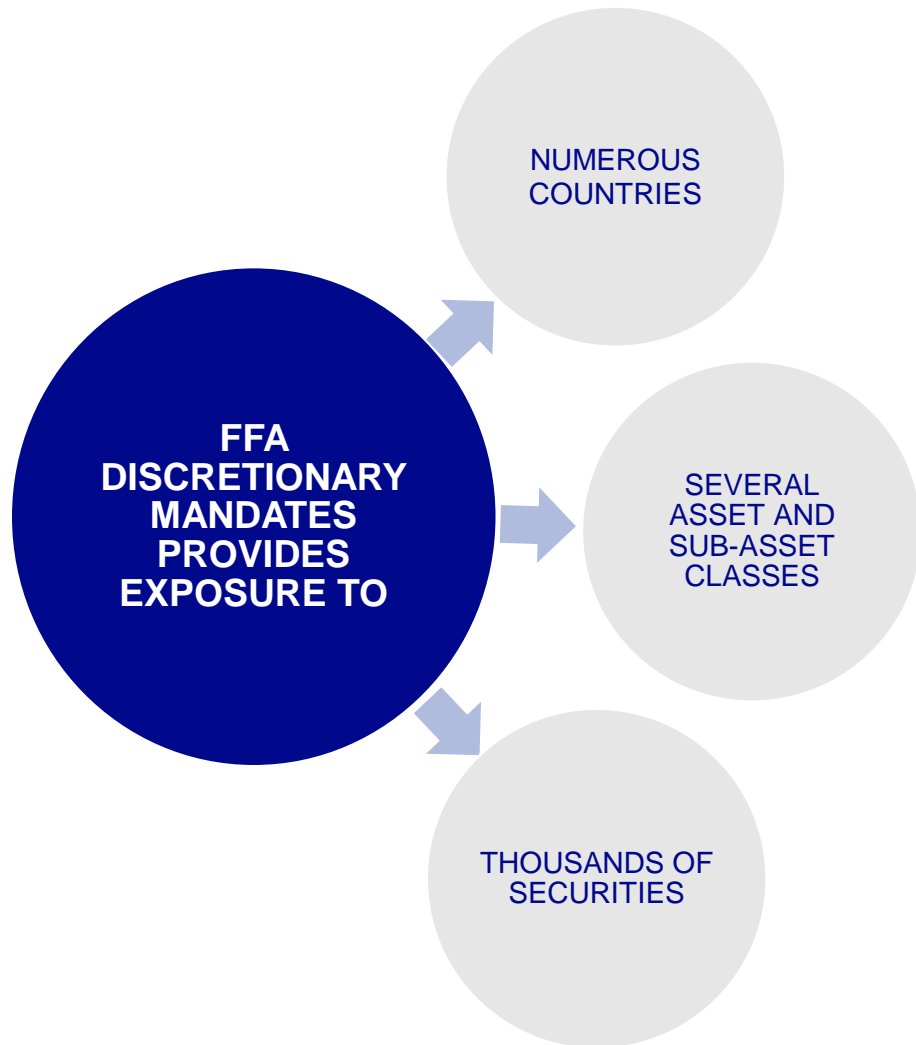 NUMEROUS
COUNTRIES
FFA
DISCRETIONARY
MANDATES
PROVIDES
EXPOSURE TO
SEVERAL
ASSET AND
SUB-ASSET
CLASSES
THOUSANDS OF
SECURITIES